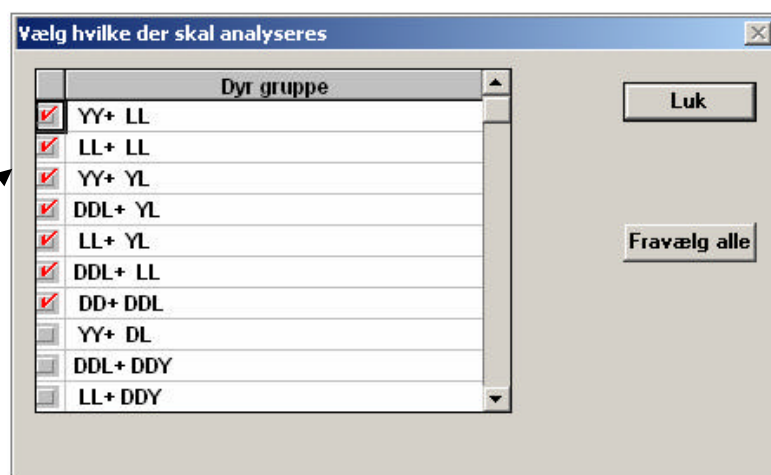 Vælg hvilke der skal analyseres
Dyr gruppe
YY+ LL
LL+ LL
YY+ YL
DDL+ YL
LL+ YL
DDL+ LL
DD+ DDL
YY+ DL
DDL+ DDY
LL+ DDY
Luk
Fravælg alle